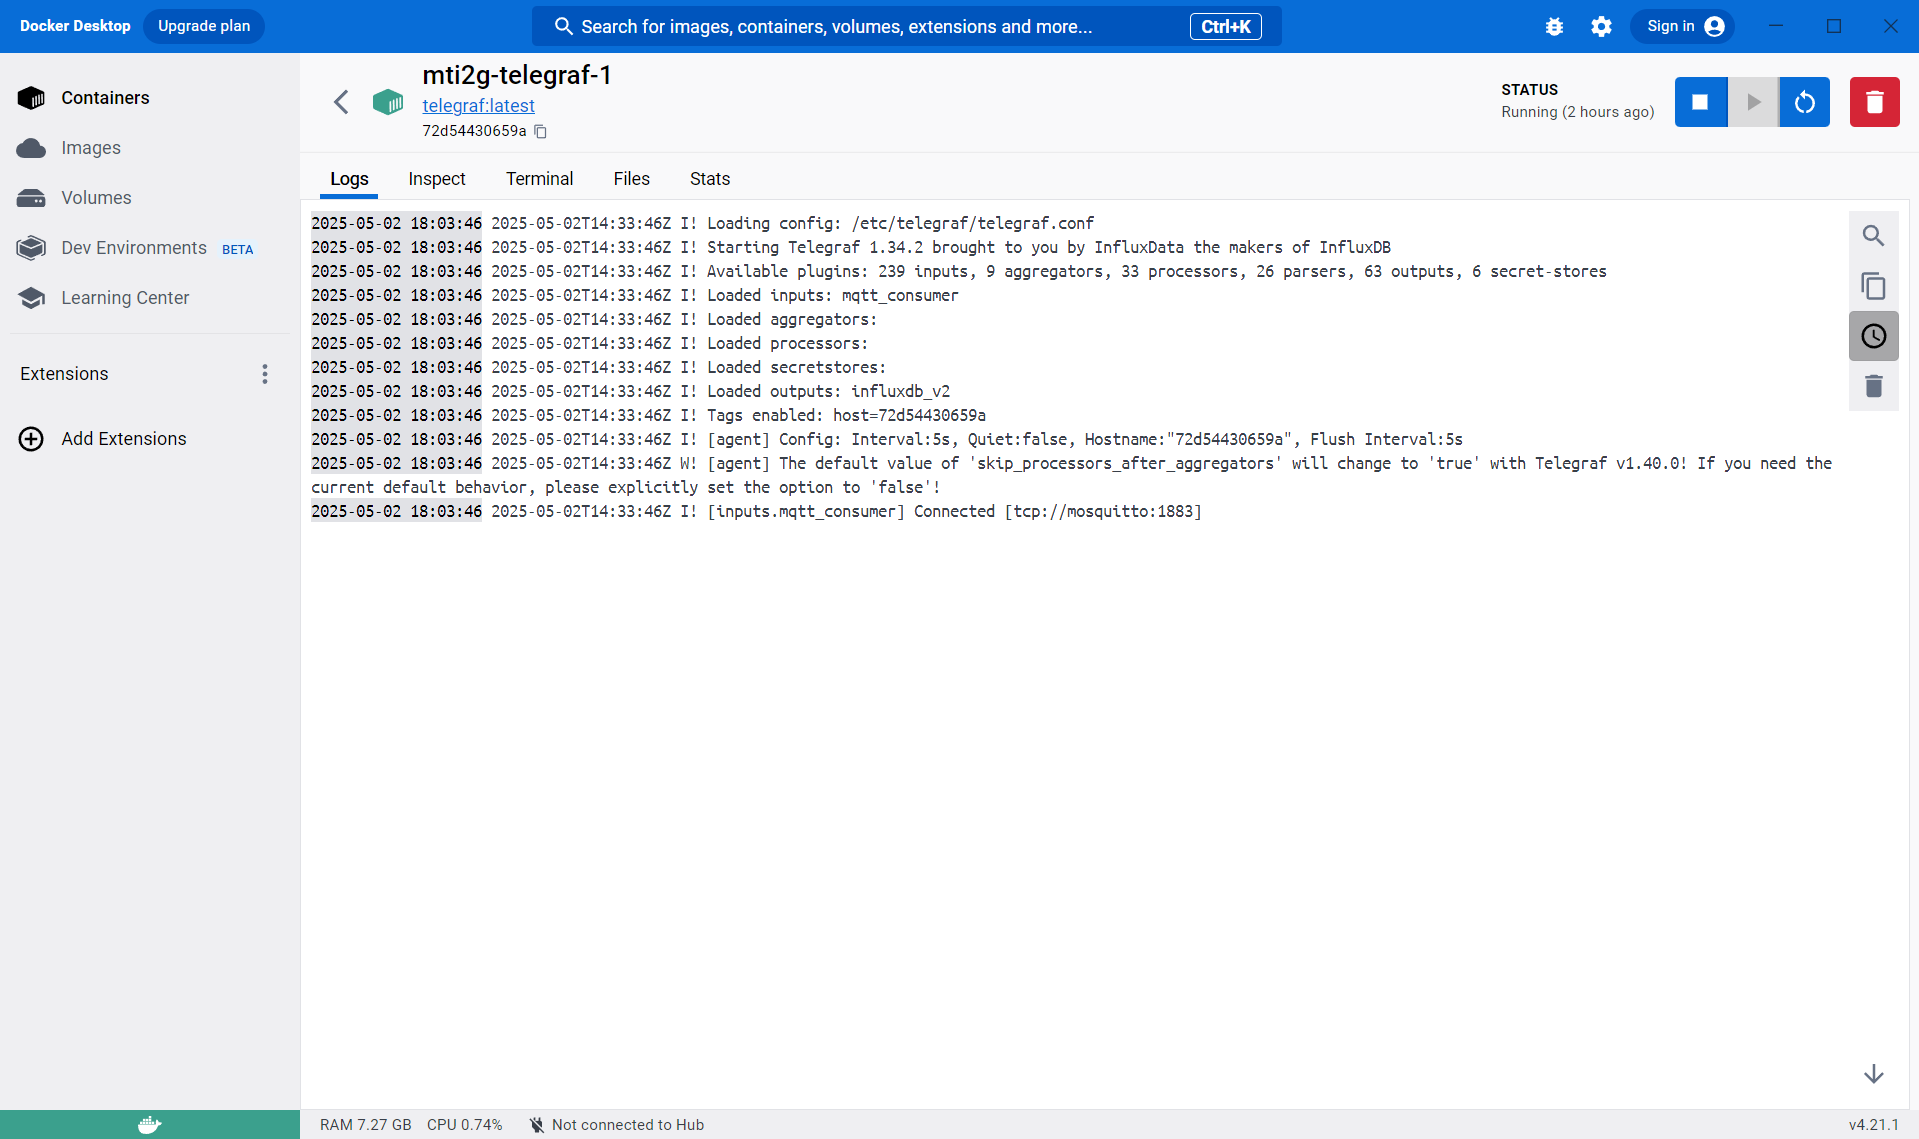 Docker Desktop Upgrade plan Search for images, containers, volumes, extensions and more... Ctrl+K Sign in
Containers
Images
Volumes
Dev Environments BETA
Learning Center
Extensions
Add Extensions
mti2g-telegraf-1
telegraf:latest
72d54430659a
STATUS
Running (2 hours ago)
Logs Inspect Terminal Files Stats
2025-05-02 18:03:46 2025-05-02T14:33:46Z I! Loading config: /etc/telegraf/telegraf.conf
2025-05-02 18:03:46 2025-05-02T14:33:46Z I! Starting Telegraf 1.34.2 brought to you by InfluxData the makers of InfluxDB
2025-05-02 18:03:46 2025-05-02T14:33:46Z I! Available plugins: 239 inputs, 9 aggregators, 33 processors, 26 parsers, 63 outputs, 6 secret-stores
2025-05-02 18:03:46 2025-05-02T14:33:46Z I! Loaded inputs: mqtt_consumer
2025-05-02 18:03:46 2025-05-02T14:33:46Z I! Loaded aggregators:
2025-05-02 18:03:46 2025-05-02T14:33:46Z I! Loaded processors:
2025-05-02 18:03:46 2025-05-02T14:33:46Z I! Loaded secretstores:
2025-05-02 18:03:46 2025-05-02T14:33:46Z I! Loaded outputs: influxdb_v2
2025-05-02 18:03:46 2025-05-02T14:33:46Z I! Tags enabled: host=72d54430659a
2025-05-02 18:03:46 2025-05-02T14:33:46Z I! [agent] Config: Interval:5s, Quiet:false, Hostname:"72d54430659a", Flush Interval:5s
2025-05-02 18:03:46 2025-05-02T14:33:46Z W! [agent] The default value of 'skip_processors_after_aggregators' will change to 'true' with Telegraf v1.40.0! If you need the
current default behavior, please explicitly set the option to 'false'!
2025-05-02 18:03:46 2025-05-02T14:33:46Z I! [inputs.mqtt_consumer] Connected [tcp://mosquitto:1883]
RAM 7.27 GB CPU 0.74% Not connected to Hub v4.21.1